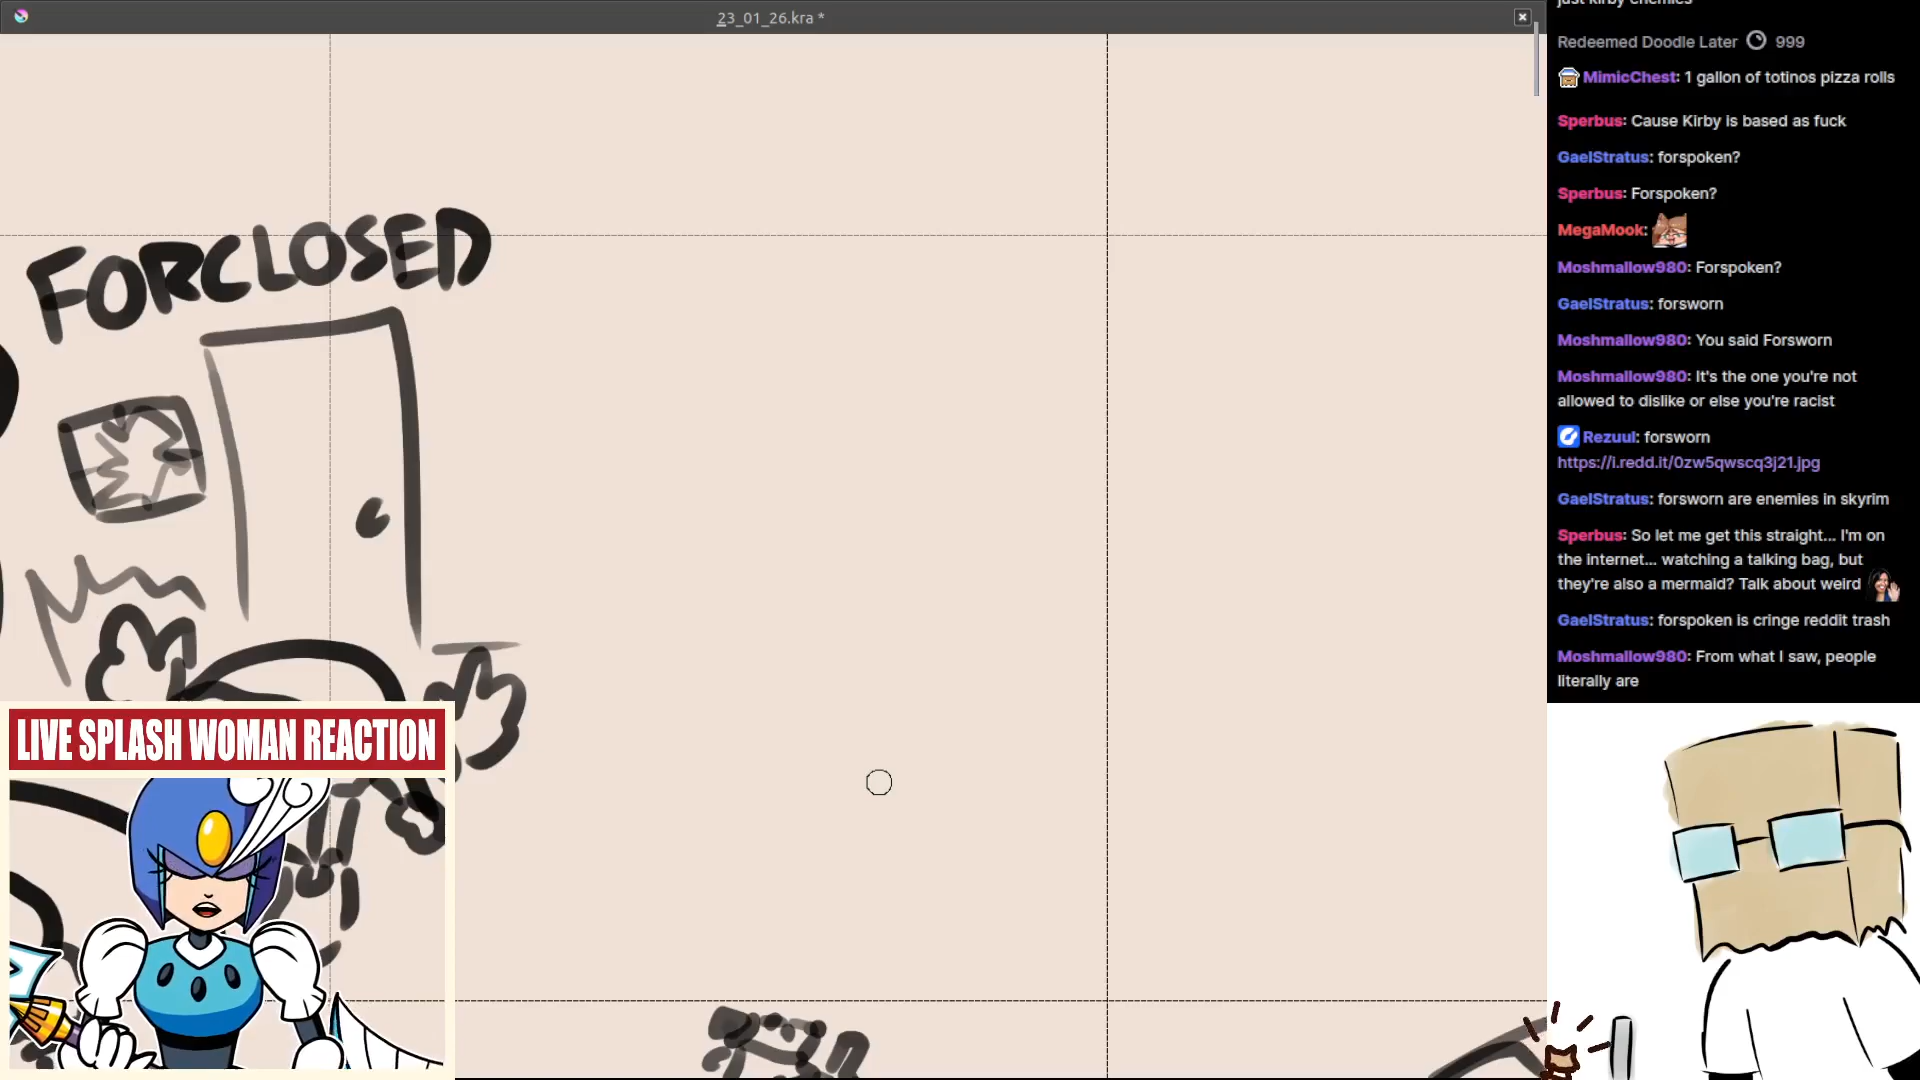 23_01_26.kra *
just kirby enemies
Redeemed Doodle Later 999
MimicChest: 1 gallon of totinos pizza rolls
Sperbus: Cause Kirby is based as fuck
GaelStratus: forspoken?
Sperbus: Forspoken?
MegaMook:
Moshmallow980: Forspoken?
GaelStratus: forsworn
Moshmallow980: You said Forsworn
Moshmallow980: It's the one you're not
allowed to dislike or else you're racist
Rezuul: forsworn
https://i.redd.it/0zw5qwscq3j21.jpg
GaelStratus: forsworn are enemies in skyrim
Sperbus: So let me get this straight... I'm on
the internet... watching a talking bag, but
they're also a mermaid? Talk about weird
GaelStratus: forspoken is cringe reddit trash
Moshmallow980: From what I saw, people
literally are
FORCLOSED
LIVE SPLASH WOMAN REACTION